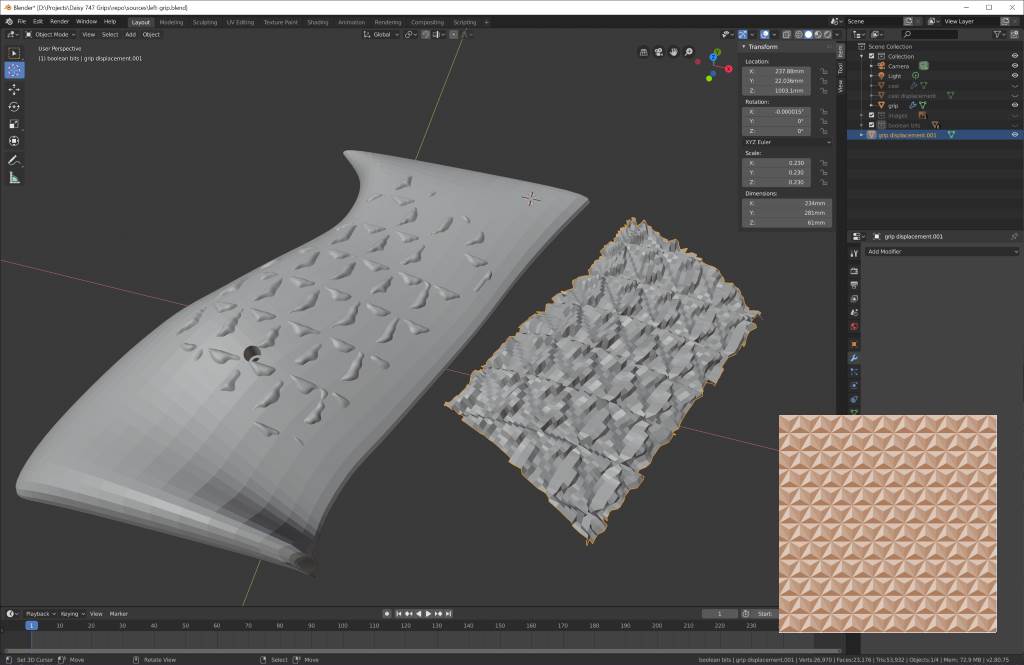 Blender* [D:\Projects\Daisy 747 Grips\repo\sources\left-grip.blend]
File Edit Render Window Help Layout Modeling Sculpting UV Editing Texture Paint Shading Animation Rendering Compositing Scripting + Scene View Layer
Object Mode View Select Add Object Global
User Perspective
(1) boolean bits | grip displacement.001
Transform
Location:
X: 237.88mm
Y: 22.036mm
Z: 1003.1mm
Rotation:
X: -0.000015°
Y: 0°
Z: 0°
XYZ Euler
Scale:
X: 0.230
Y: 0.230
Z: 0.230
Dimensions:
X: 234mm
Y: 281mm
Z: 61mm
Item
Tool
View
X
Y
Z
Scene Collection
Collection
Camera
Light
cast
cast displacement
grip
Images
boolean bits
grip displacement.001
grip displacement.001
Add Modifier
Playback Keying View Marker
1 Start:
1 10 20 30 40 50 60 70 80 90 100 110 120 130 140 150 160 170 180 190 200 210 220 230
Set 3D Cursor Move Rotate View Select Move
boolean bits | grip displacement.001 | Verts:26,970 | Faces:23,176 | Tris:53,932 | Objects:1/4 | Mem: 72.9 MB | v2.80.75